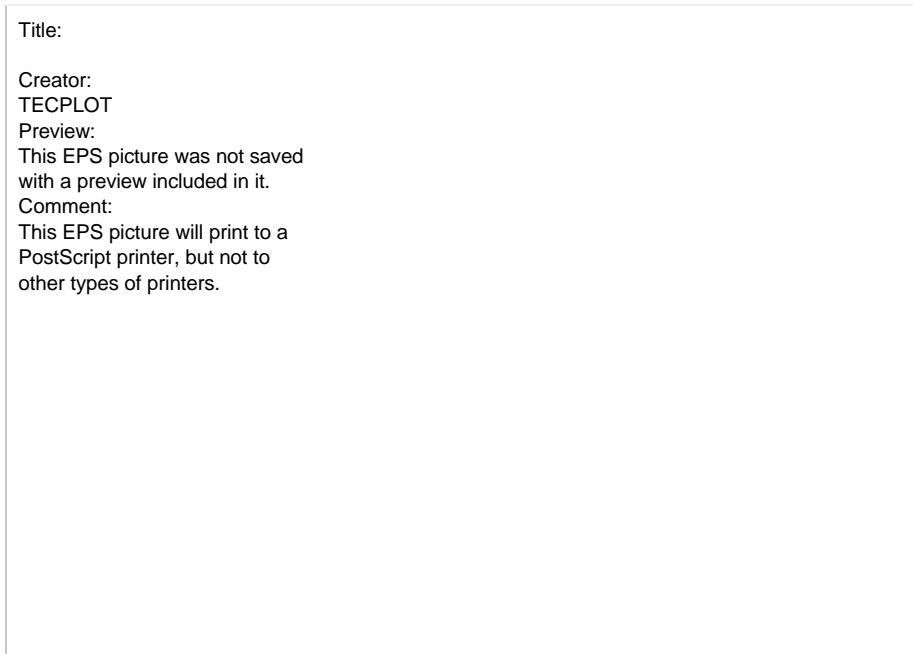 Title:
Creator:
TECPLOT
Preview:
This EPS picture was not saved
with a preview included in it.
Comment:
This EPS picture will print to a
PostScript printer, but not to
other types of printers.